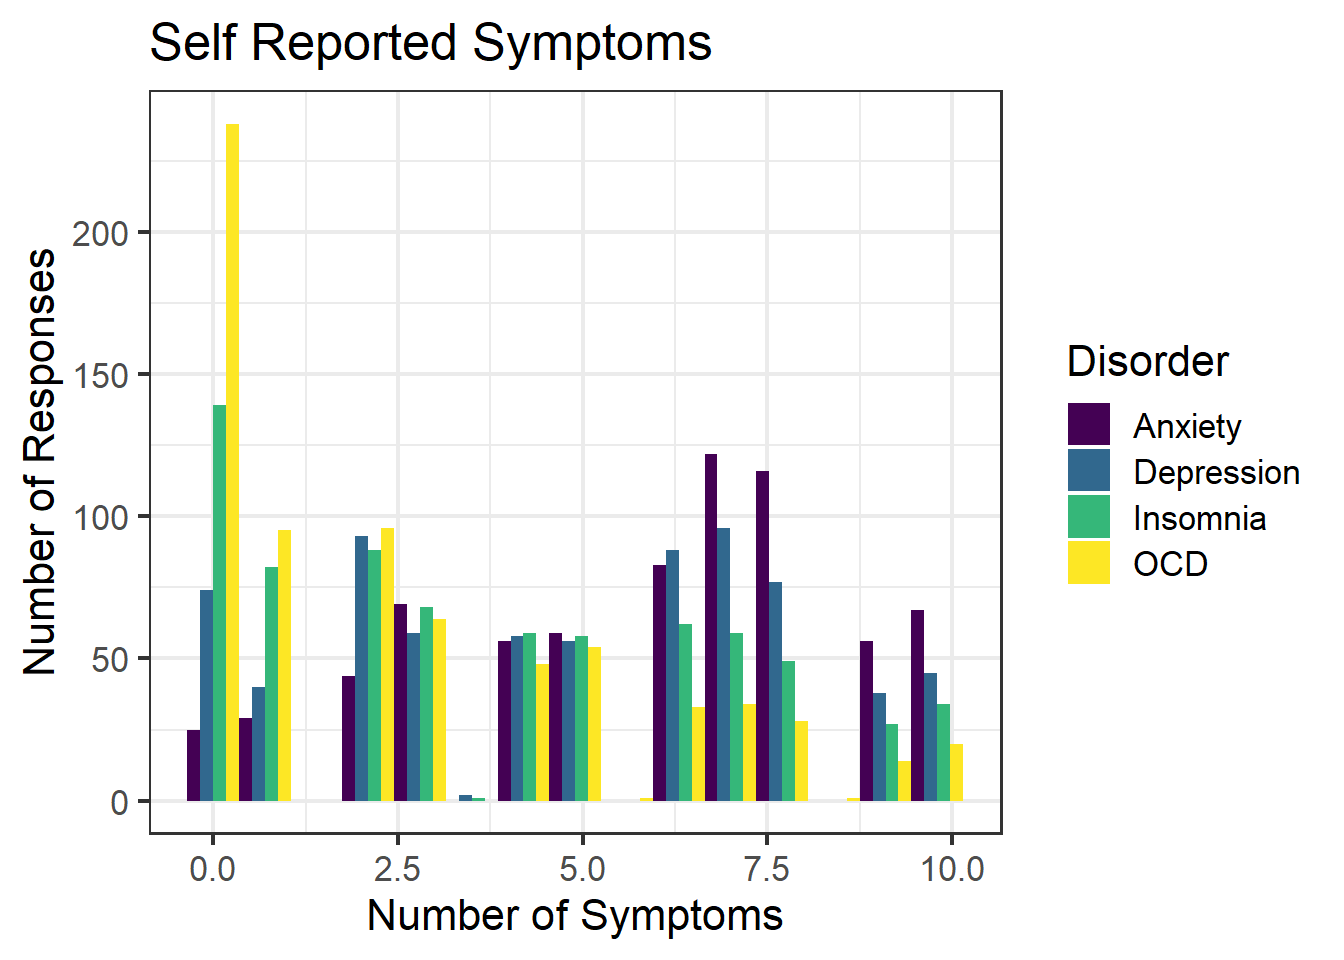 Self Reported Symptoms
Number of Responses
200
150
100
50
0
0.0 2.5 5.0 7.5 10.0
Number of Symptoms
Disorder
Anxiety
Depression
Insomnia
OCD